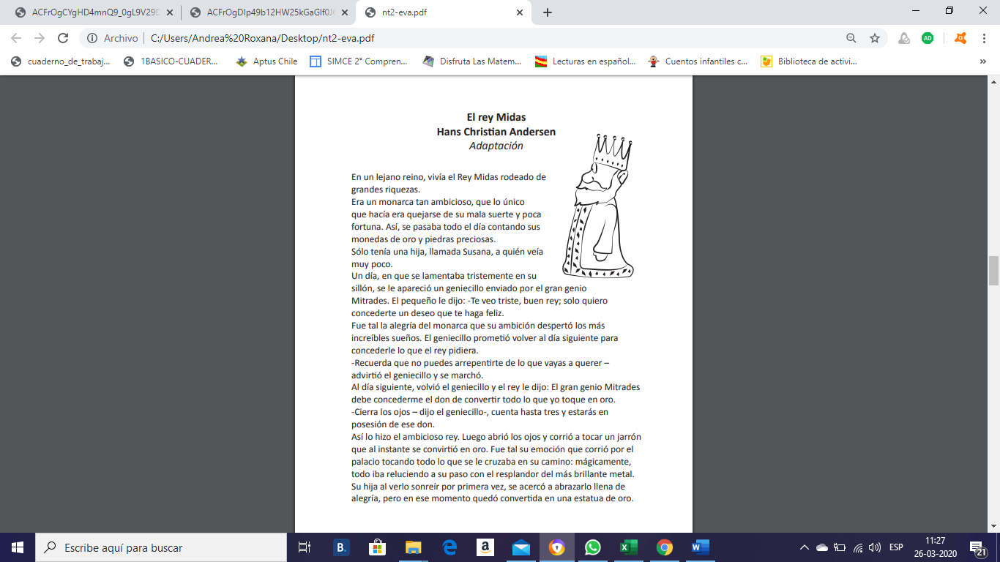 ACFrOgCYgHD4mnQ9_0gL9V29D
ACFrOgDIp49b12HW25kGaGIf0J
nt2-eva.pdf
Archivo
C:/Users/Andrea%20Roxana/Desktop/nt2-eva.pdf
AD
cuaderno_de_trabaj...
1BASICO-CUADER...
Aptus Chile
SIMCE 2° Compren...
Disfruta Las Matem...
Lecturas en español...
Cuentos infantiles c...
Biblioteca de activi...
»
El rey Midas
Hans Christian Andersen
Adaptación
En un lejano reino, vivía el Rey Midas rodeado de
grandes riquezas.
Era un monarca tan ambicioso, que lo único
que hacía era quejarse de su mala suerte y poca
fortuna. Así, se pasaba todo el día contando sus
monedas de oro y piedras preciosas.
Sólo tenía una hija, llamada Susana, a quién veía
muy poco.
Un día, en que se lamentaba tristemente en su
sillón, se le apareció un geniecillo enviado por el gran genio
Mitrades. El pequeño le dijo: -Te veo triste, buen rey; solo quiero
concederte un deseo que te haga feliz.
Fue tal la alegría del monarca que su ambición despertó los más
increíbles sueños. El geniecillo prometió volver al día siguiente para
concederle lo que el rey pidiera.
-Recuerda que no puedes arrepentirte de lo que vayas a querer –
advirtió el geniecillo y se marchó.
Al día siguiente, volvió el geniecillo y el rey le dijo: El gran genio Mitrades
debe concederme el don de convertir todo lo que yo toque en oro.
-Cierra los ojos – dijo el geniecillo-, cuenta hasta tres y estarás en
posesión de ese don.
Así lo hizo el ambicioso rey. Luego abrió los ojos y corrió a tocar un jarrón
que al instante se convirtió en oro. Fue tal su emoción que corrió por el
palacio tocando todo lo que se le cruzaba en su camino: mágicamente,
todo iba reluciendo a su paso con el resplandor del más brillante metal.
Su hija al verlo sonreír por primera vez, se acercó a abrazarlo llena de
alegría, pero en ese momento quedó convertida en una estatua de oro.
Escribe aquí para buscar
B.
a
ESP
11:27
26-03-2020
21